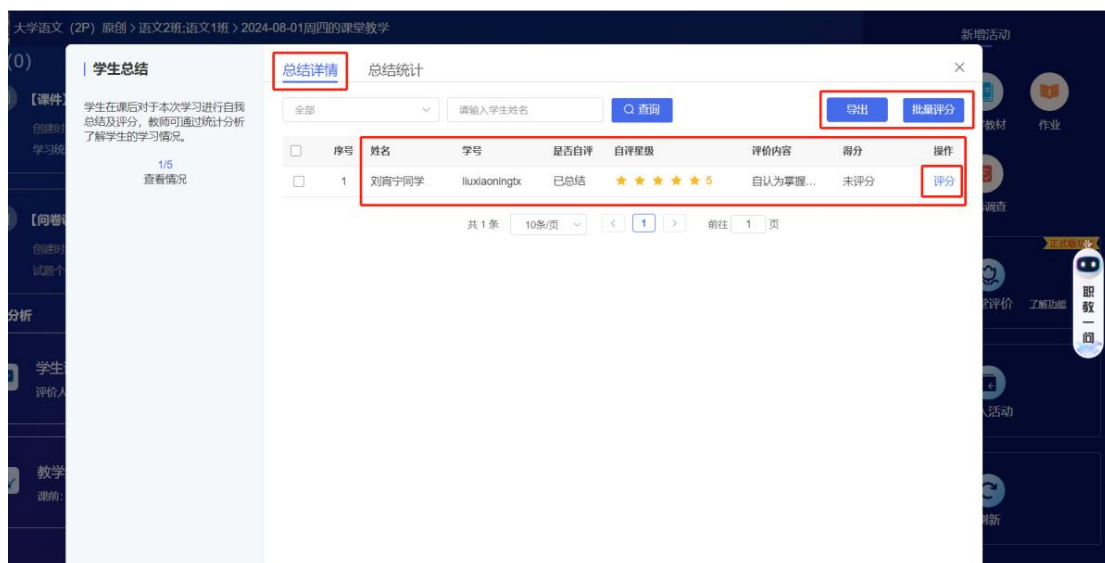 大学语文（2P）原创>语文2班;语文1班>2024-08-01周四的课堂教学
新增活动
(0)
学生总结
学生在课后对于本次学习进行自我
总结及评分，教师可通过统计分析
了解学生的学习情况。
1/5
查看情况
总结详情 总结统计
全部 请输入学生姓名 查询 导出 批量评分
序号 姓名 学号 是否自评 自评星级 评价内容 得分 操作
1 刘宵宁同学 liuxiaoningtx 已总结 5 自认为掌握... 未评分 评分
共1条 10条/页 < 1 > 前往 1 页
【课件】
创建时
学习统
【问卷
创建时
试题个
分析
学生
评价人
教学
课前:
教材 作业
调查
正式版
评价 了解功能
职教一问
活动
刷新